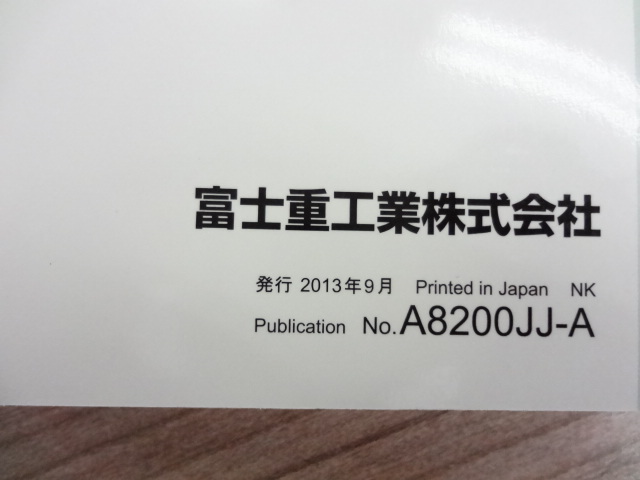 富士重工業株式会社
発行 2013年9月 Printed in Japan NK
Publication No. A8200JJ-A